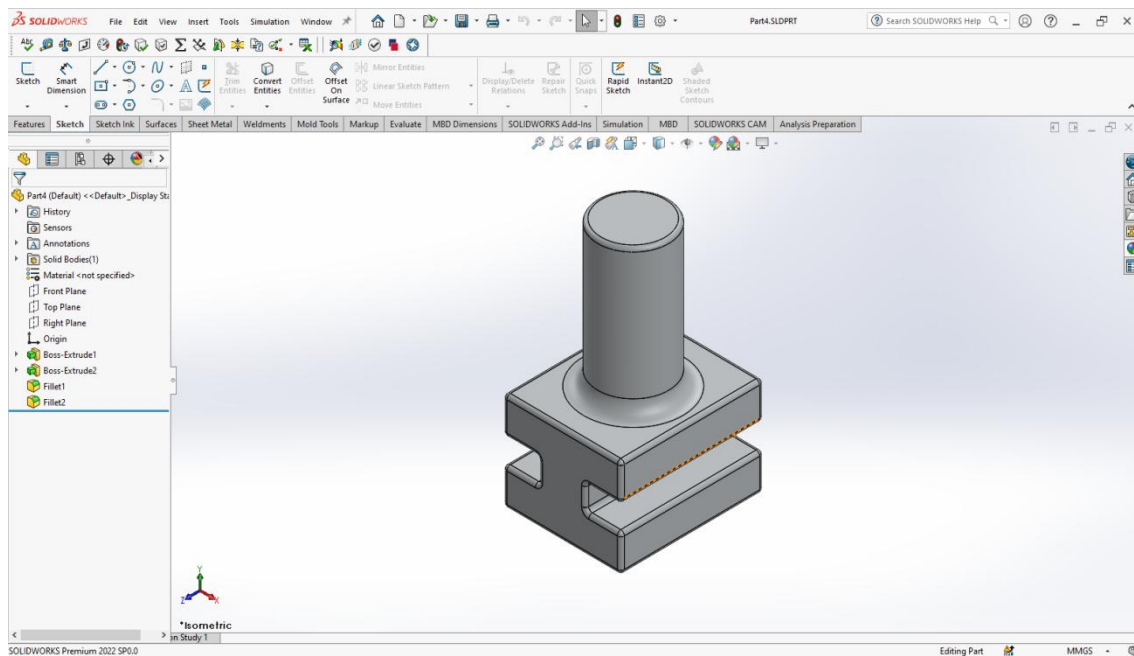 SOLIDWORKS File Edit View Insert Tools Simulation Window Part4.SLDPRT Search SOLIDWORKS Help
Sketch Smart Dimension Trim Entities Convert Entities Offset Entities Offset On Surface Mirror Entities Linear Sketch Pattern Move Entities Display/Delete Relations Repair Sketch Quick Snaps Rapid Sketch Instant2D Shaded Sketch Contours
Features Sketch Sketch Ink Surfaces Sheet Metal Weldments Mold Tools Markup Evaluate MBD Dimensions SOLIDWORKS Add-Ins Simulation MBD SOLIDWORKS CAM Analysis Preparation
Part4 (Default) <<Default>_Display Sta
History
Sensors
Annotations
Solid Bodies(1)
Material <not specified>
Front Plane
Top Plane
Right Plane
Origin
Boss-Extrude1
Boss-Extrude2
Fillet1
Fillet2
Y
Z X
*Isometric
n Study 1
SOLIDWORKS Premium 2022 SP0.0 Editing Part MMGS